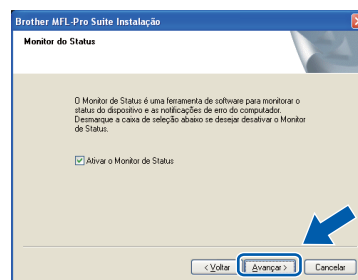 Brother MFL-Pro Suite Instalação
Monitor do Status
O Monitor de Status é uma ferramenta de software para monitorar o
status do dispositivo e as notificações de erro do computador.
Desmarque a caixa de seleção abaixo se desejar desativar o Monitor
de Status.
Ativar o Monitor de Status
< Voltar Avançar > Cancelar